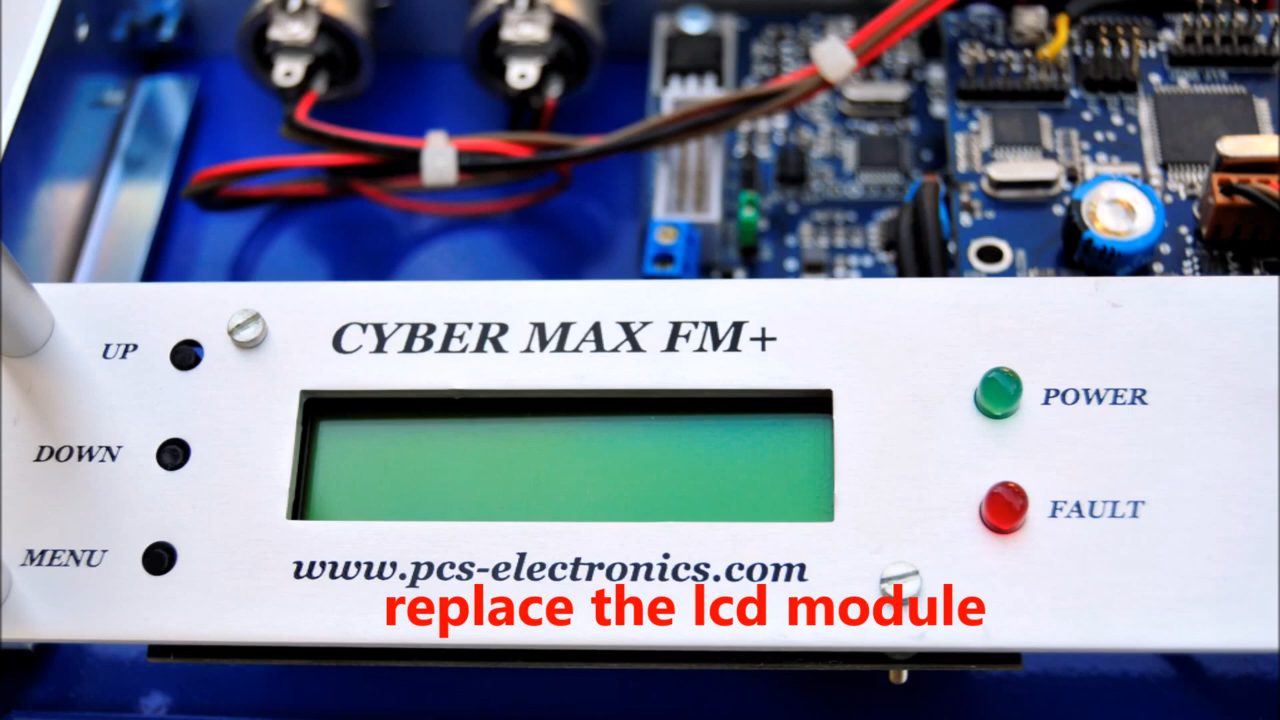 CYBER MAX FM+
UP
DOWN
MENU
POWER
FAULT
www.pcs-electronics.com
replace the lcd module